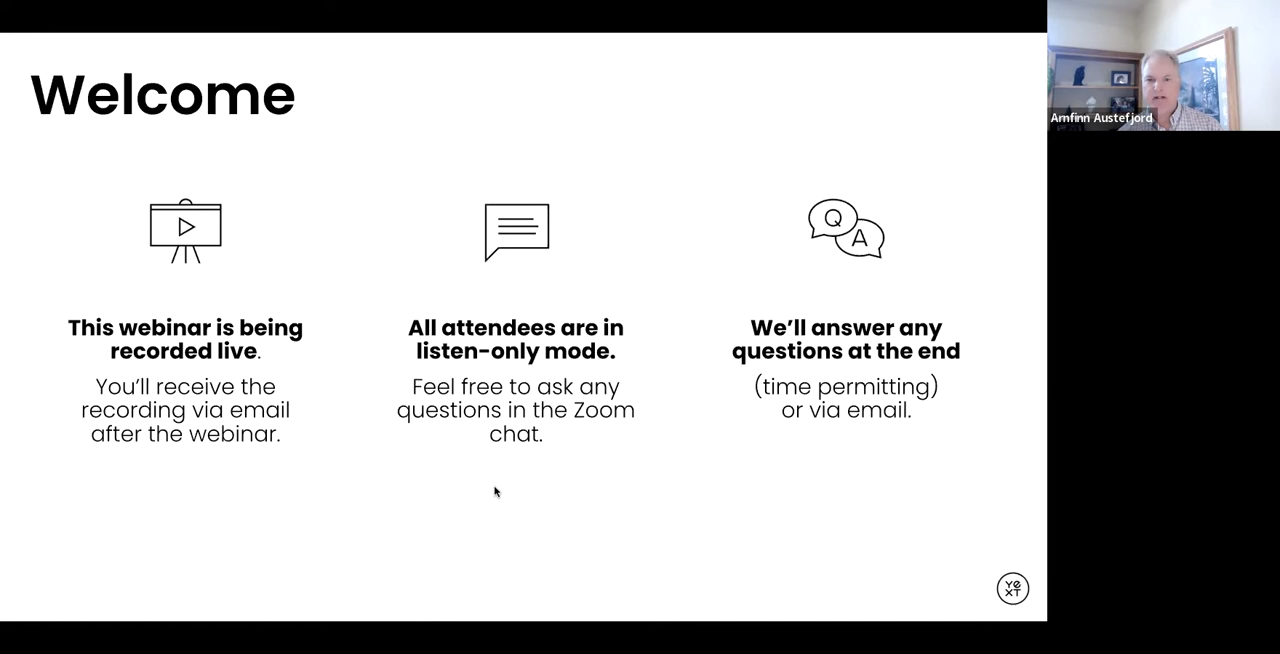 Welcome
Arnfinn Austefjord
Q
A
This webinar is being
recorded live.
You'll receive the
recording via email
after the webinar.
All attendees are in
listen-only mode.
Feel free to ask any
questions in the Zoom
chat.
We'll answer any
questions at the end
(time permitting)
or via email.
yext